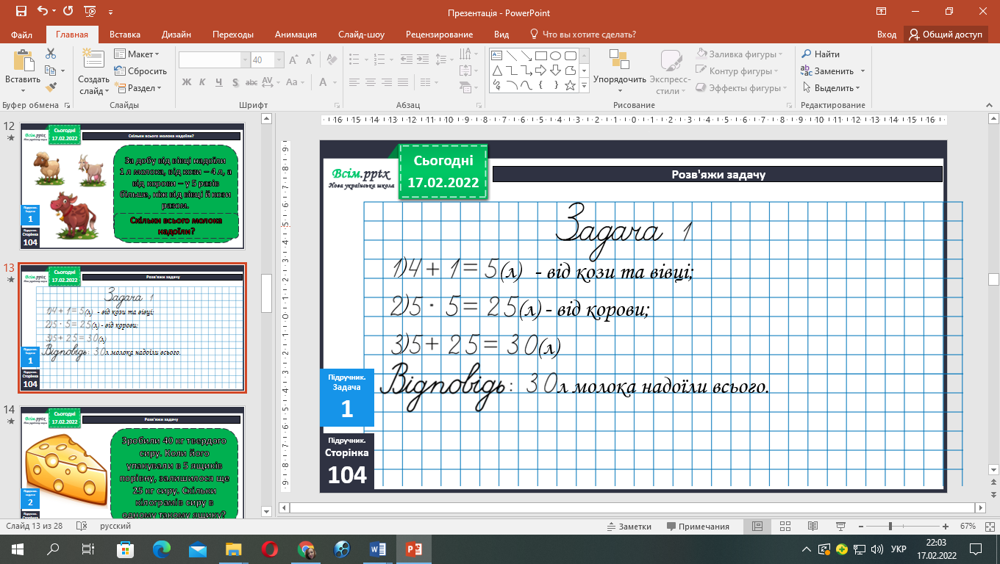 Презентація - PowerPoint
Файл Главная Вставка Дизайн Переходы Анимация Слайд-шоу Рецензирование Вид Что вы хотите сделать? Вход Общий доступ
Вставить
Создать слайд
Макет
Сбросить
Раздел
40
Ж К Ч S abc AV Aa A
Упорядочить
Экспресс-стили
Заливка фигуры
Контур фигуры
Эффекты фигуры
Найти
Заменить
Выделить
Буфер обмена Слайды Шрифт Абзац Рисование Редактирование
16 15 14 13 12 11 10 9 8 7 6 5 4 3 2 1 0 1 2 3 4 5 6 7 8 9 10 11 12 13 14 15 16
12
Всім.pptx
Нова українська школа
Сьогодні
17.02.2022
Скільки всього молока надоїли?
За добу від вівці надоїли
1 л молока, від кози – 4 л, а
від корови – у 5 разів
більше, ніж від вівці й кози
разом.
Скільки всього молока
надоїли?
Підручник.
Задача
1
Підручник.
Сторінка
104
13
Всім.pptx
Нова українська школа
Сьогодні
17.02.2022
Розв'яжи задачу
Задача 1
1)4 + 1 = 5(л) - від кози та вівці;
2)5 · 5 = 25(л) - від корови;
3)5 + 25 = 30(л)
Відповідь: 30л молока надоїли всього.
Підручник.
Задача
1
Підручник.
Сторінка
104
14
Всім.pptx
Нова українська школа
Сьогодні
17.02.2022
Розв'яжи задачу
Зробили 40 кг твердого
сиру. Коли його
упакували в 5 ящиків
порівну, залишилося ще
25 кг сиру. Скільки
кілограмів сиру в
одному такому ящику?
Підручник.
Задача
2
Підручник.
Всім.pptx
Нова українська школа
Сьогодні
17.02.2022
Розв'яжи задачу
Задача 1
1)4 + 1 = 5(л) - від кози та вівці;
2)5 · 5 = 25(л) - від корови;
3)5 + 25 = 30(л)
Відповідь: 30л молока надоїли всього.
Підручник.
Задача
1
Підручник.
Сторінка
104
Слайд 13 из 28 русский Заметки Примечания 67%
УКР
22:03
17.02.2022